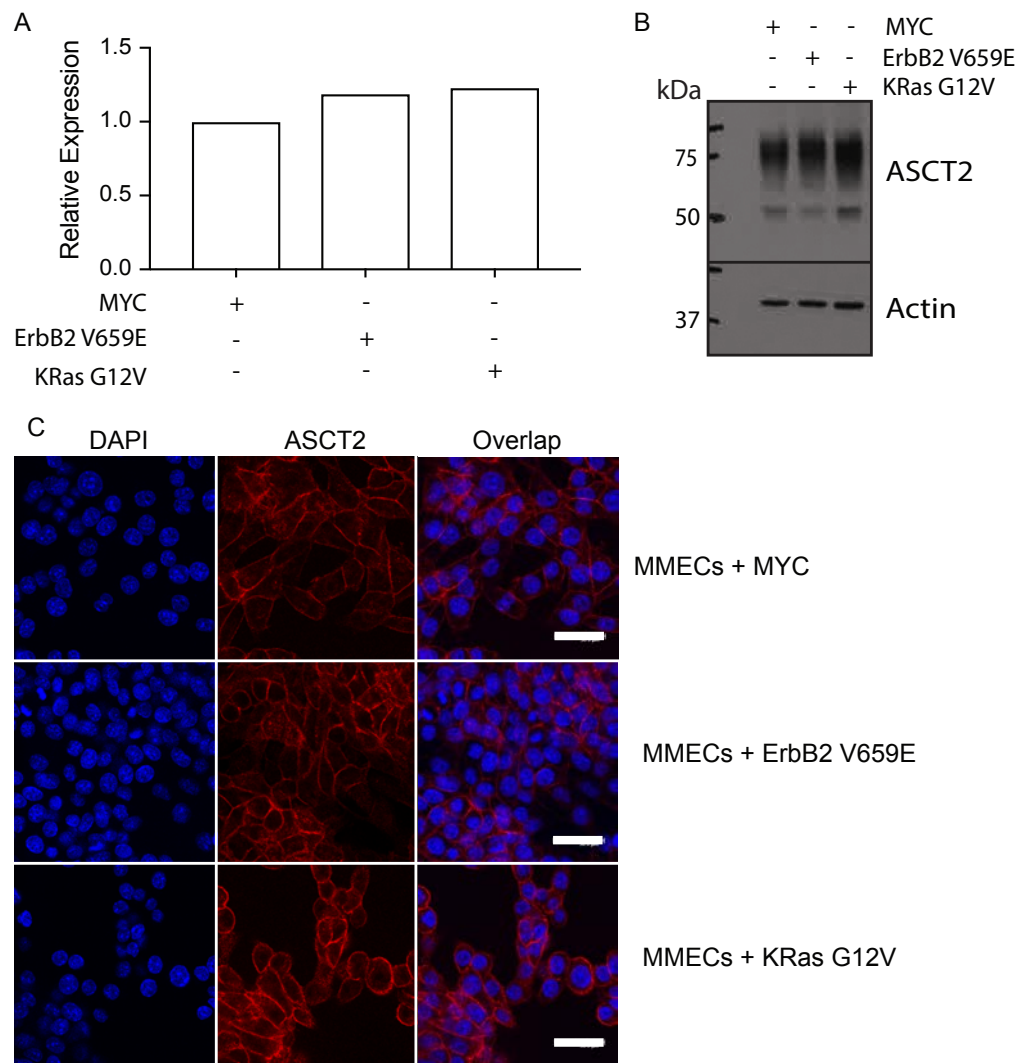 A
Relative Expression
1.5
1.0
0.5
0.0
MYC + - -
ErbB2 V659E - + -
KRas G12V - - +
B
+ - - MYC
- + - ErbB2 V659E
- - + KRas G12V
kDa
75
50
37
ASCT2
Actin
C
DAPI ASCT2 Overlap
MMECs + MYC
MMECs + ErbB2 V659E
MMECs + KRas G12V